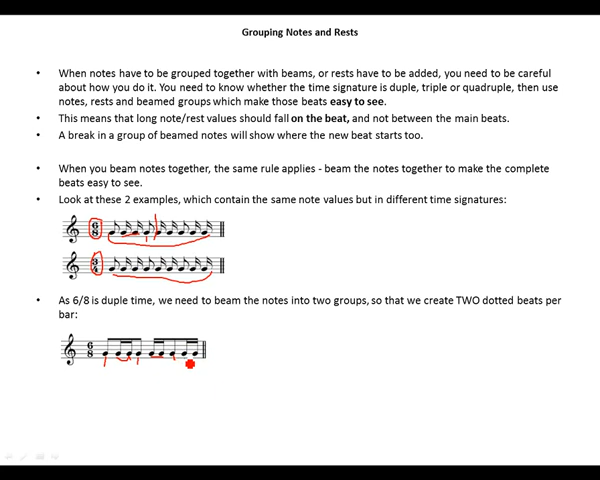 Grouping Notes and Rests
• When notes have to be grouped together with beams, or rests have to be added, you need to be careful
about how you do it. You need to know whether the time signature is duple, triple or quadruple, then use
notes, rests and beamed groups which make those beats easy to see.
• This means that long note/rest values should fall on the beat, and not between the main beats.
• A break in a group of beamed notes will show where the new beat starts too.
• When you beam notes together, the same rule applies - beam the notes together to make the complete
beats easy to see.
• Look at these 2 examples, which contain the same note values but in different time signatures:
6
8
3
4
• As 6/8 is duple time, we need to beam the notes into two groups, so that we create TWO dotted beats per
bar:
6
8